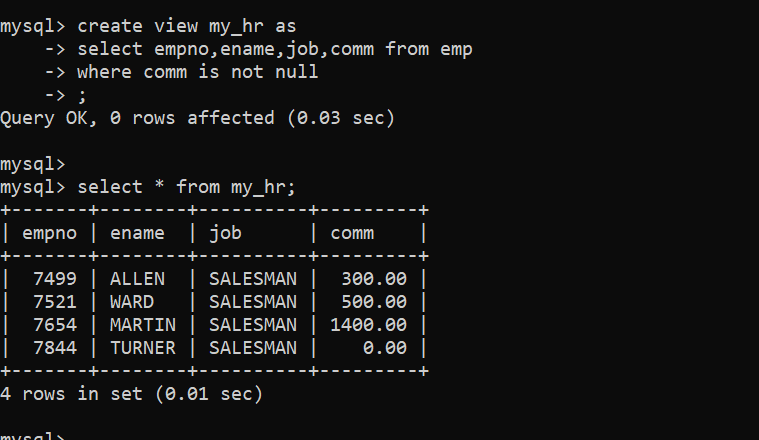 mysql> create view my_hr as
    -> select empno,ename,job,comm from emp
    -> where comm is not null
    -> ;
Query OK, 0 rows affected (0.03 sec)
mysql>
mysql> select * from my_hr;
+-------+--------+----------+---------+
| empno | ename  | job      | comm    |
+-------+--------+----------+---------+
|  7499 | ALLEN  | SALESMAN |  300.00 |
|  7521 | WARD   | SALESMAN |  500.00 |
|  7654 | MARTIN | SALESMAN | 1400.00 |
|  7844 | TURNER | SALESMAN |    0.00 |
+-------+--------+----------+---------+
4 rows in set (0.01 sec)
mysql>